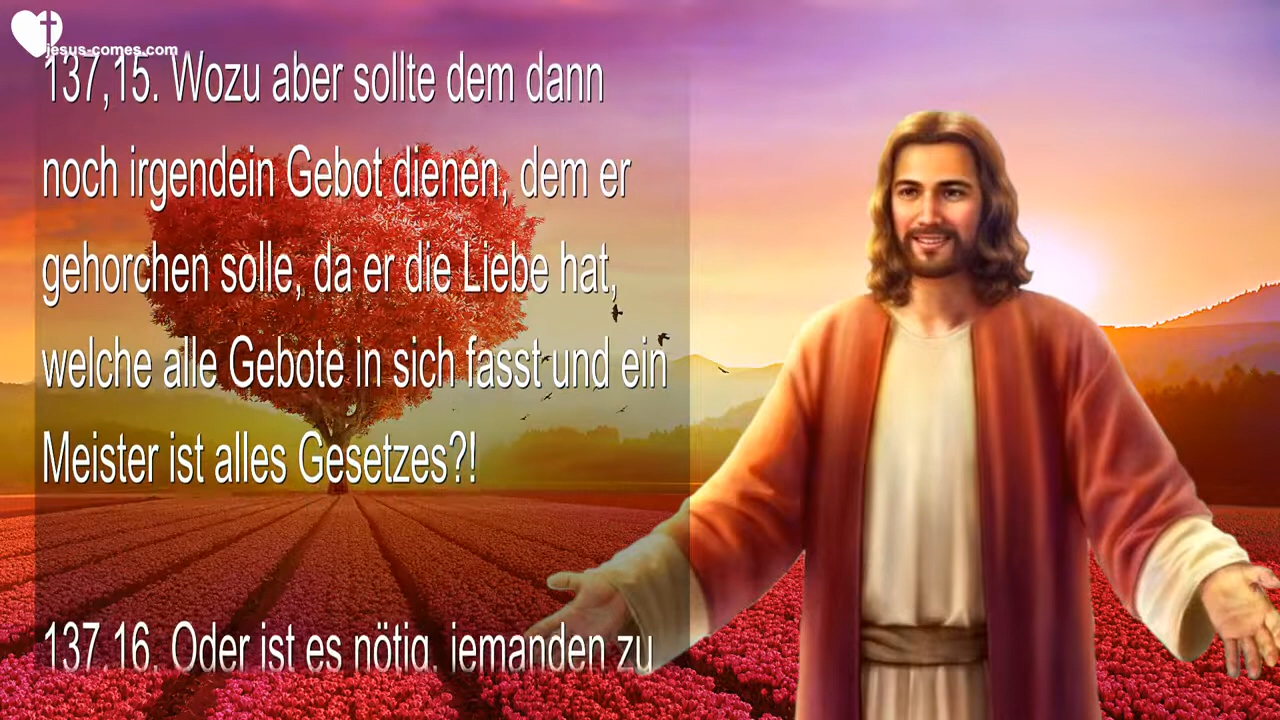 jesus-comes.com
137,15. Wozu aber sollte dem dann
noch irgendein Gebot dienen, dem er
gehorchen solle, da er die Liebe hat,
welche alle Gebote in sich fasst und ein
Meister ist alles Gesetzes?!
137,16. Oder ist es nötig, jemanden zu